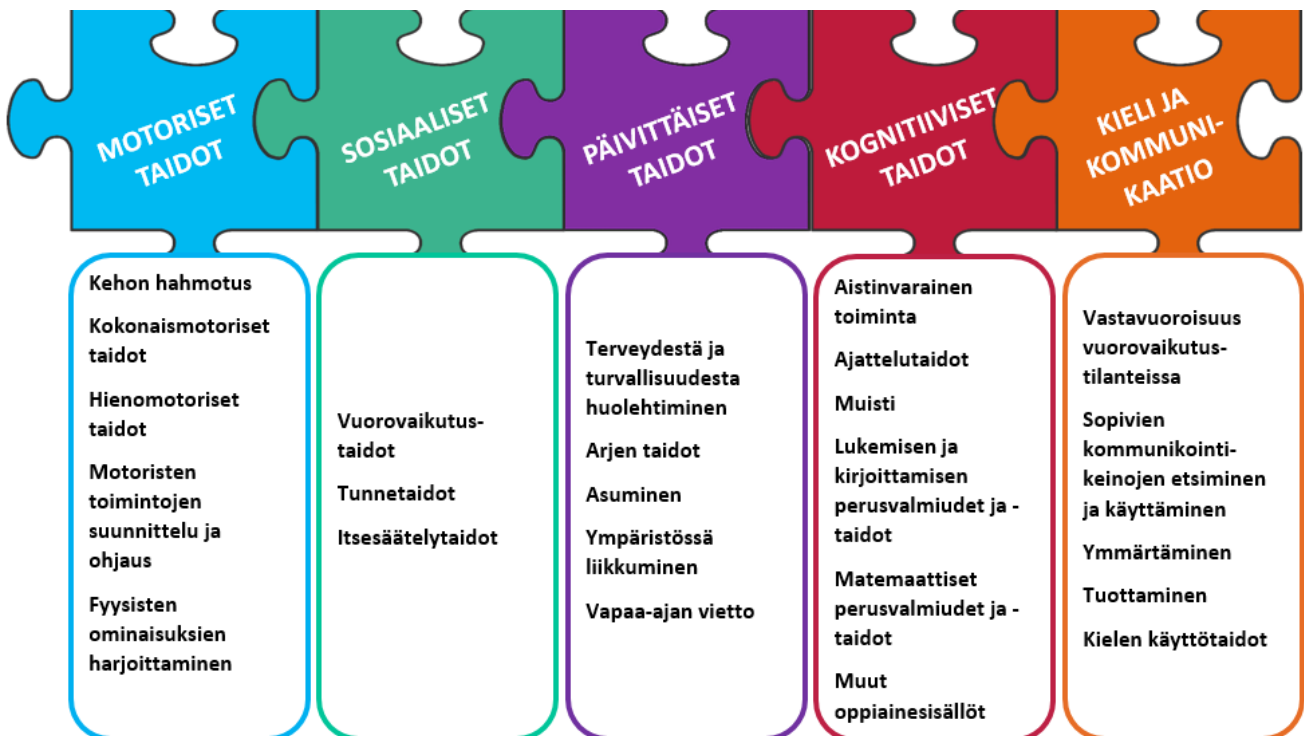 MOTORISET
TAIDOT
SOSIAALISET
TAIDOT
PÄIVITTÄISET
TAIDOT
KOGNITIIVISET
TAIDOT
KIELI JA
KOMMUNI-
KAATIO
Kehon hahmotus
Kokonaismotoriset
taidot
Hienomotoriset
taidot
Motoristen
toimintojen
suunnittelu ja
ohjaus
Fyysisten
ominaisuksien
harjoittaminen
Vuorovaikutus-
taidot
Tunnetaidot
Itsesäätelytaidot
Terveydestä ja
turvallisuudesta
huolehtiminen
Arjen taidot
Asuminen
Ympäristössä
liikkuminen
Vapaa-ajan vietto
Aistinvarainen
toiminta
Ajattelutaidot
Muisti
Lukemisen ja
kirjoittamisen
perusvalmiudet ja -
taidot
Matemaattiset
perusvalmiudet ja -
taidot
Muut
oppiainesisällöt
Vastavuoroisuus
vuorovaikutus-
tilanteissa
Sopivien
kommunikointi-
keinojen etsiminen
ja käyttäminen
Ymmärtäminen
Tuottaminen
Kielen käyttötaidot